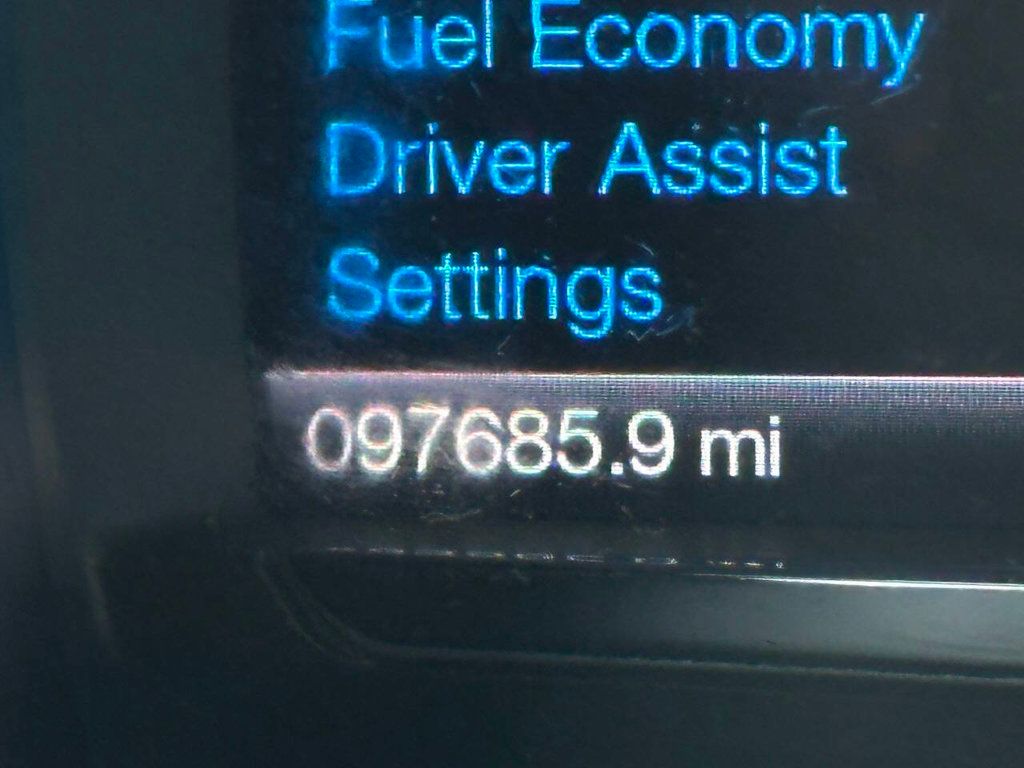 Fuel Economy
Driver Assist
Settings
097685.9 mi